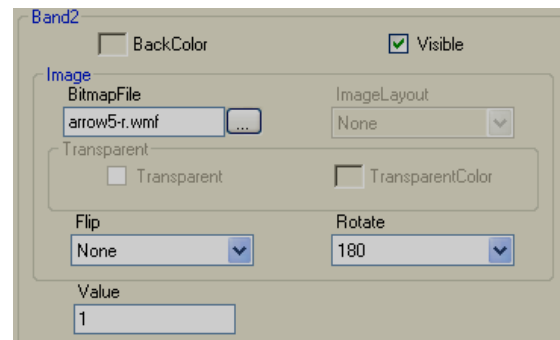 Band2
BackColor Visible
Image
BitmapFile ImageLayout
arrow5-r.wmf ... None
Transparent
Transparent TransparentColor
Flip Rotate
None 180
Value
1